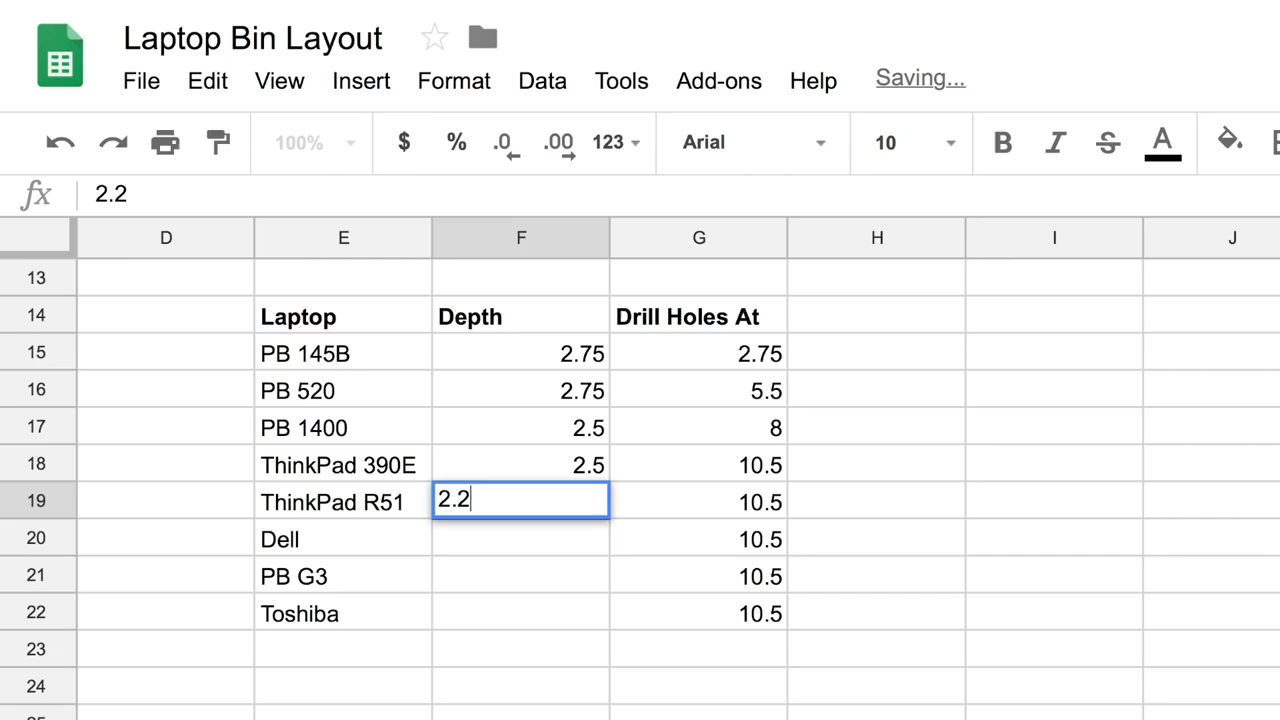 Laptop Bin Layout
File Edit View Insert Format Data Tools Add-ons Help Saving...
100% $ % .0 .00 123 Arial 10 B I S A
fx 2.2
D E F G H I J
13
14 Laptop Depth Drill Holes At
15 PB 145B 2.75 2.75
16 PB 520 2.75 5.5
17 PB 1400 2.5 8
18 ThinkPad 390E 2.5 10.5
19 ThinkPad R51 2.2 10.5
20 Dell 10.5
21 PB G3 10.5
22 Toshiba 10.5
23
24
25